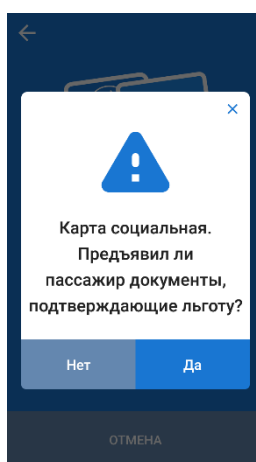 Карта социальная.
Предъявил ли
пассажир документы,
подтверждающие льготу?
Нет Да
ОТМЕНА